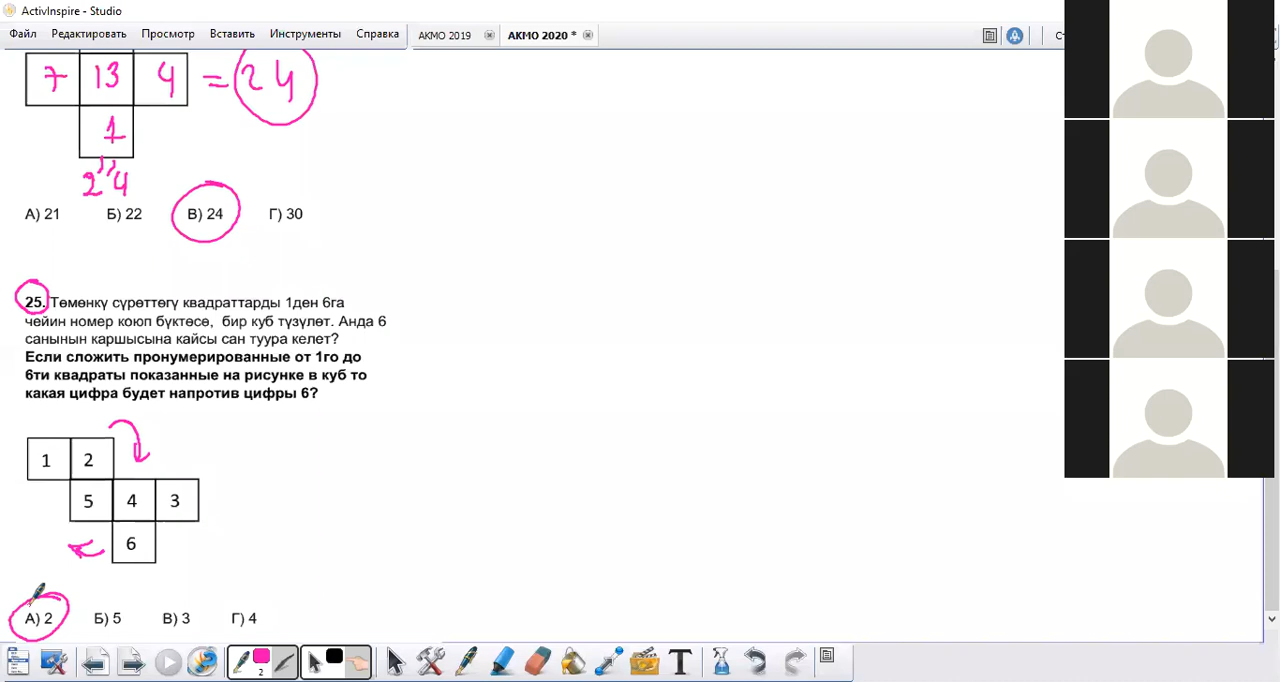 ActivInspire - Studio
Файл Редактировать Просмотр Вставить Инструменты Справка АКМО 2019 АКМО 2020 *
7 13 4 = 24
1
24
А) 21 Б) 22 В) 24 Г) 30
25. Төмөнкү сүрөттөгү квадраттарды 1ден 6га
чейин номер коюп бүктөсө, бир куб түзүлөт. Анда 6
санынын каршысына кайсы сан туура келет?
Если сложить пронумерированные от 1го до
6ти квадраты показанные на рисунке в куб то
какая цифра будет напротив цифры 6?
1 2
5 4 3
6
А) 2 Б) 5 В) 3 Г) 4
2
T